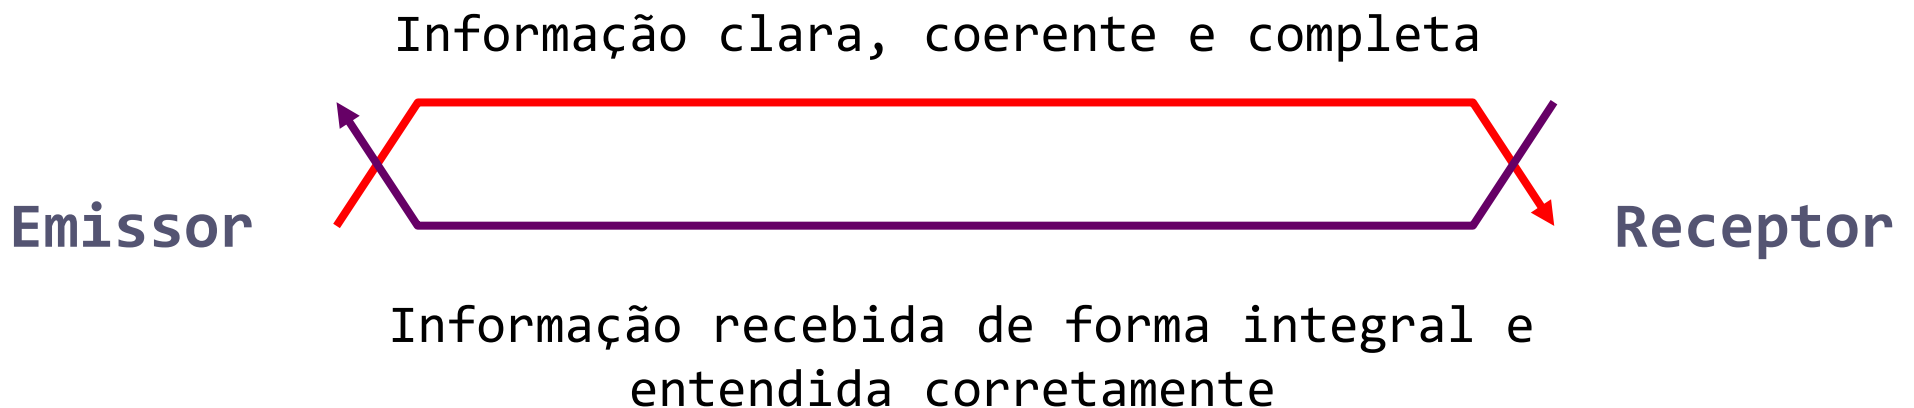 Informação clara, coerente e completa
Emissor
Receptor
Informação recebida de forma integral e
entendida corretamente